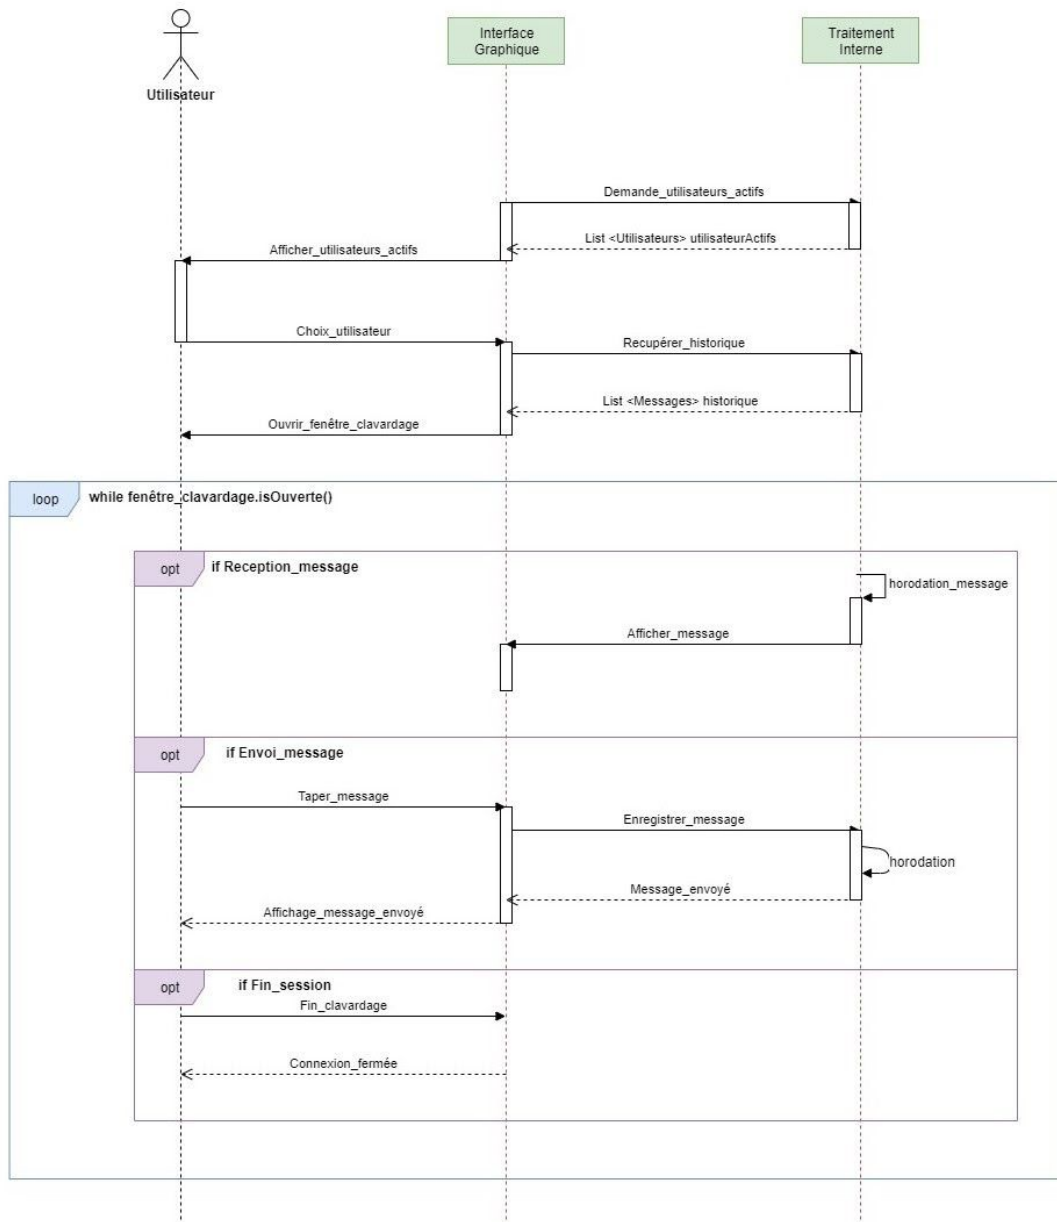 Interface
Graphique
Traitement
Interne
Utilisateur
Demande_utilisateurs_actifs
List <Utilisateurs> utilisateurActifs
Afficher_utilisateurs_actifs
Choix_utilisateur
Recupérer_historique
List <Messages> historique
Ouvrir_fenêtre_clavardage
loop
while fenêtre_clavardage.isOuverte()
opt
if Reception_message
horodation_message
Afficher_message
opt
if Envoi_message
Taper_message
Enregistrer_message
horodation
Message_envoyé
Affichage_message_envoyé
opt
if Fin_session
Fin_clavardage
Connexion_fermée